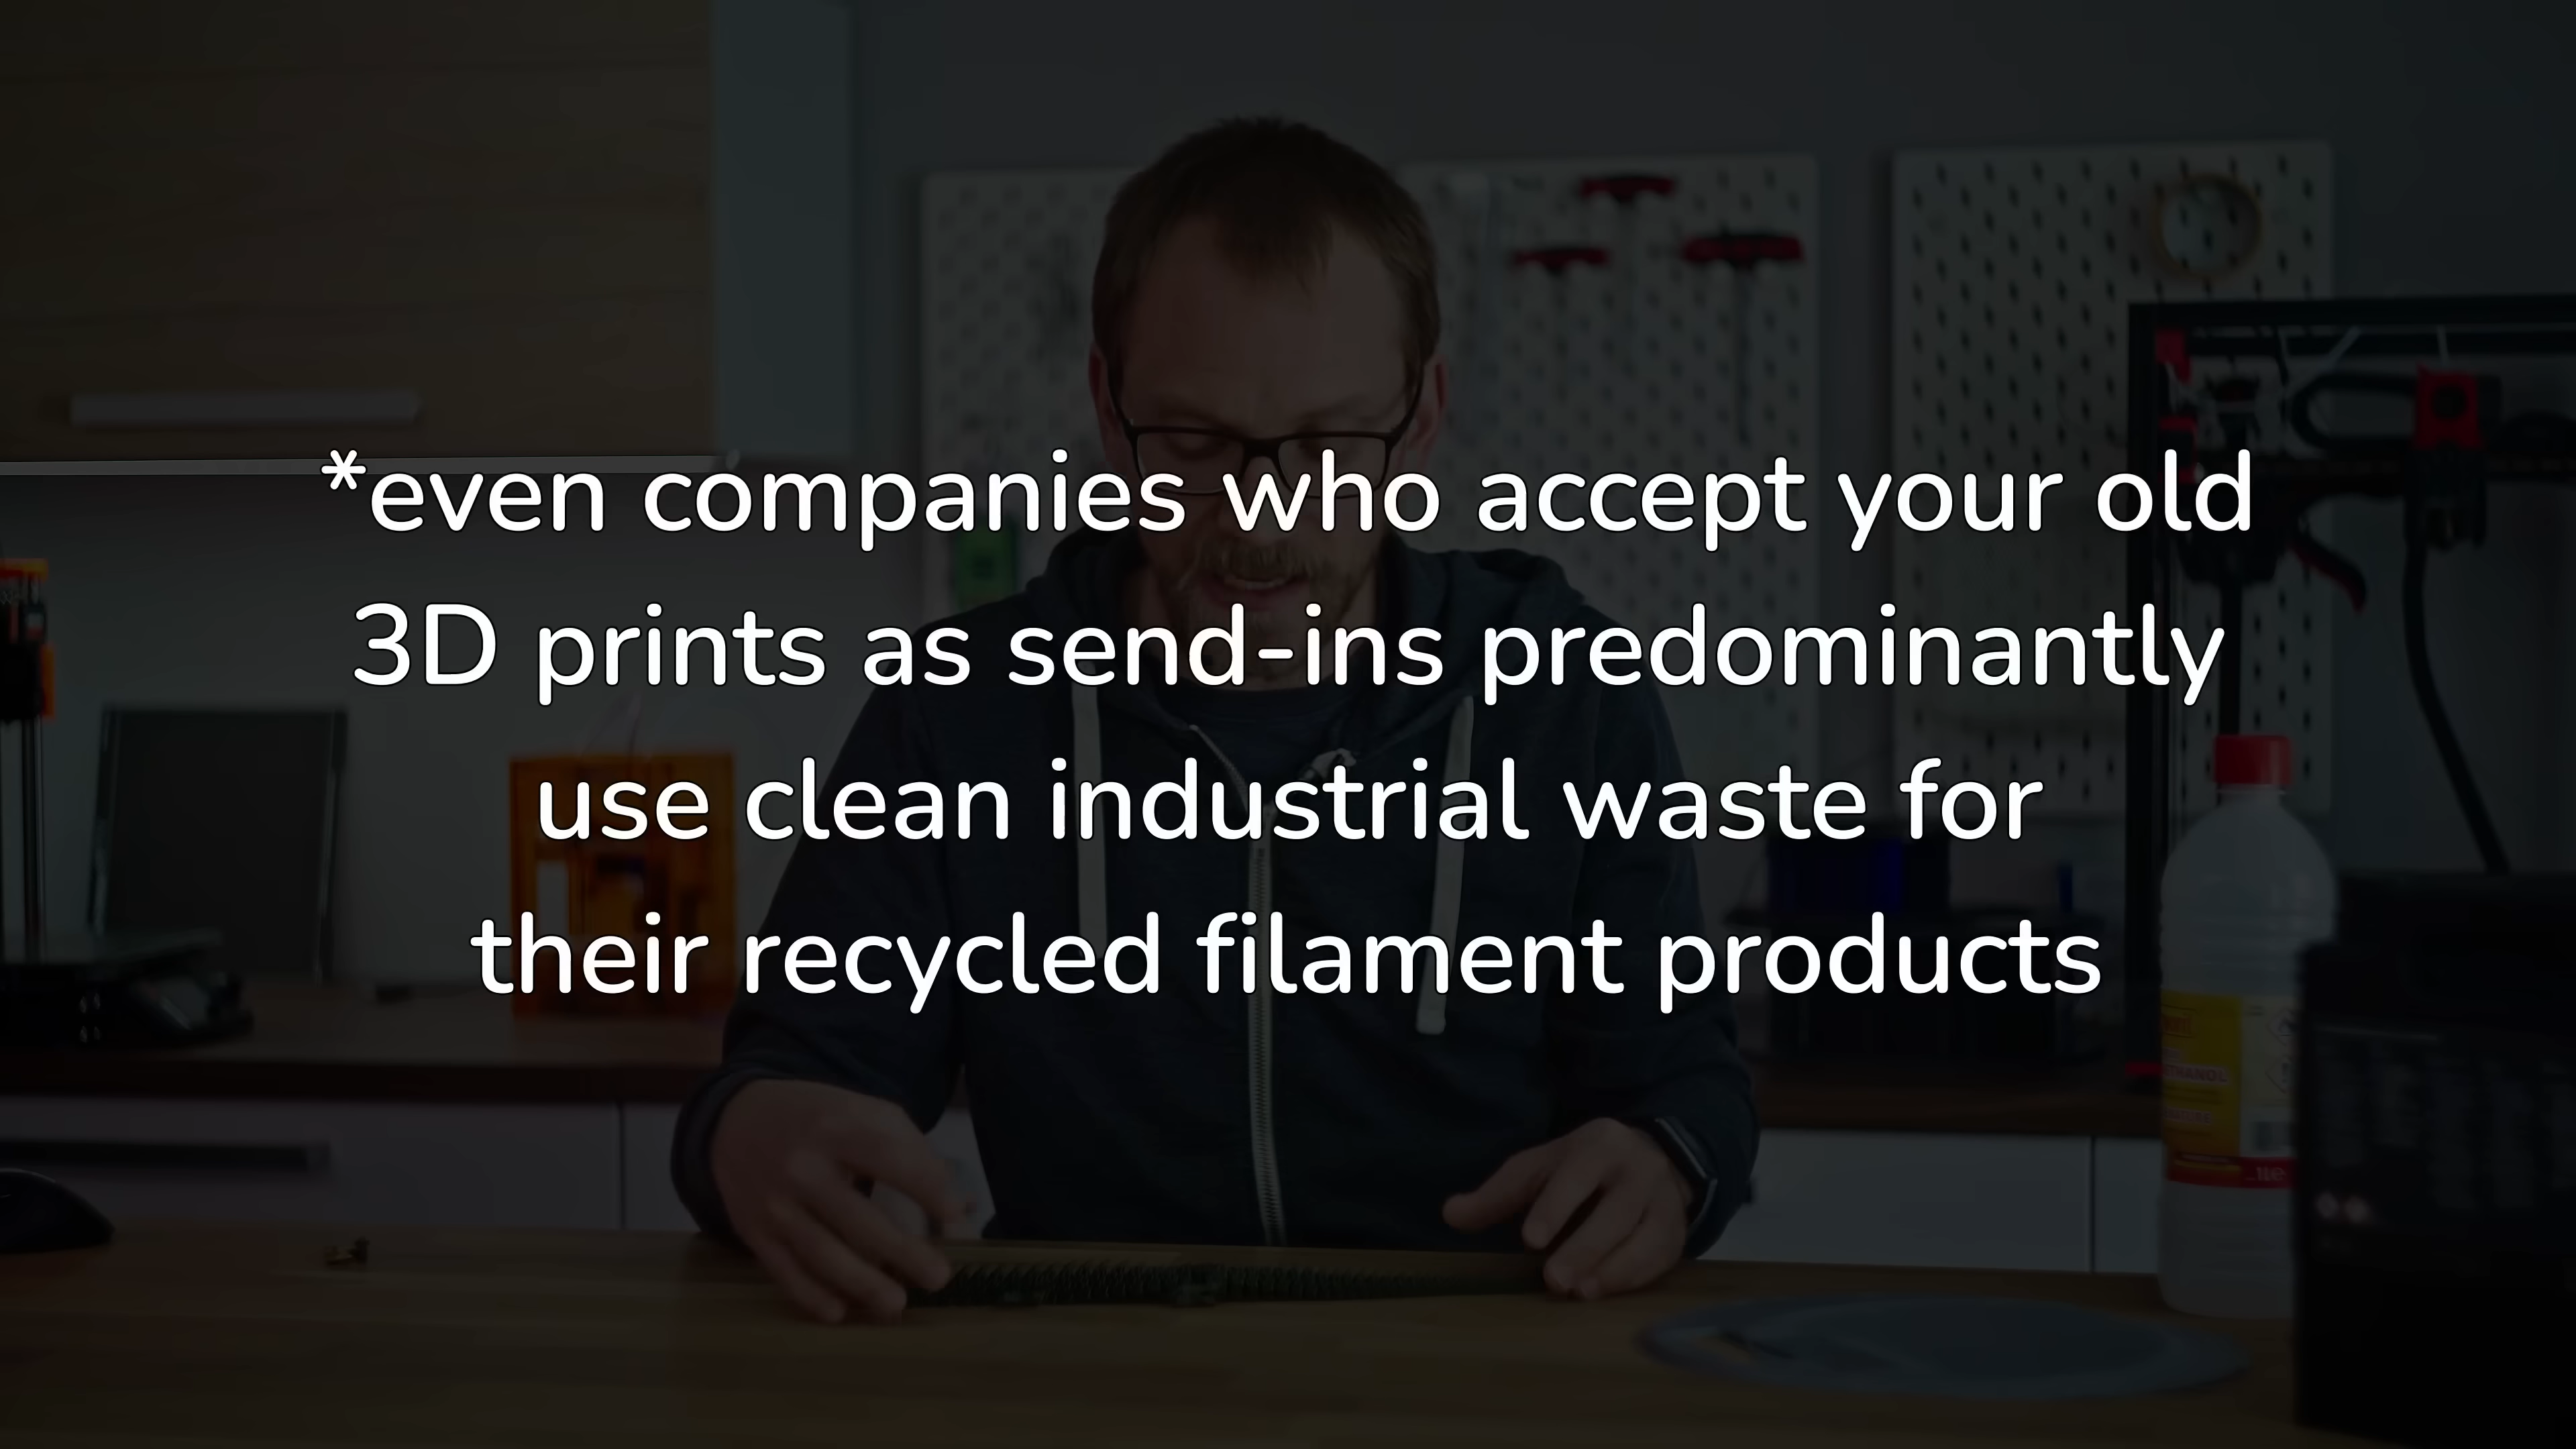 *even companies who accept your old
3D prints as send-ins predominantly
use clean industrial waste for
their recycled filament products